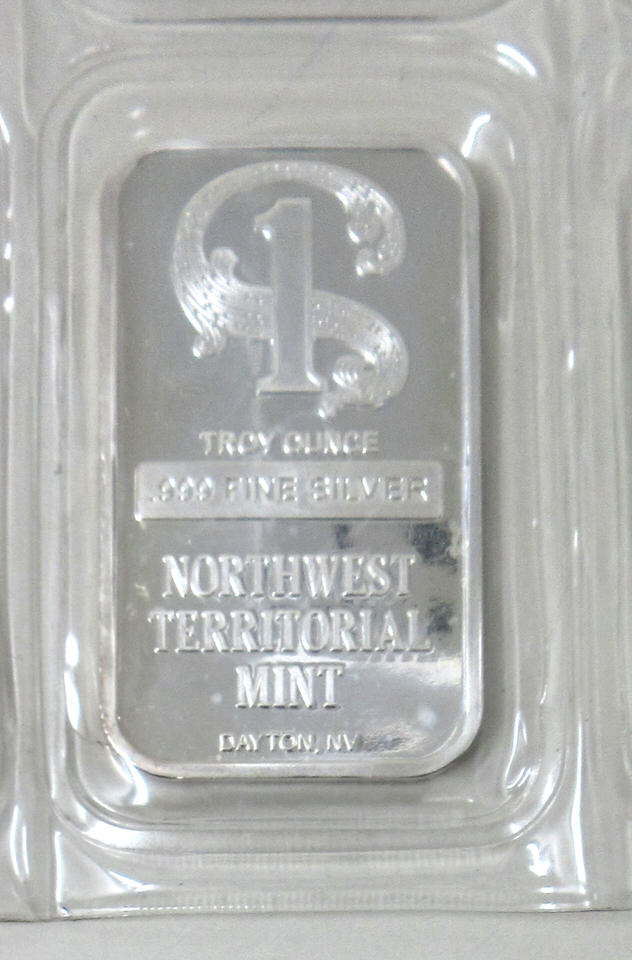 1
TROY OUNCE
.999 FINE SILVER
NORTHWEST
TERRITORIAL
MINT
DAYTON, NV